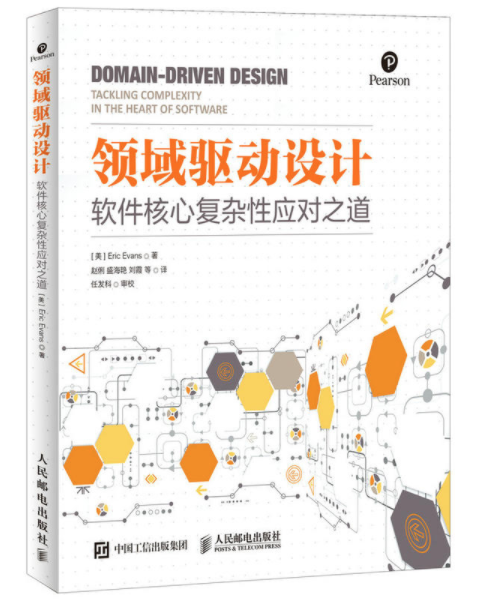 Pearson
领域驱动设计
软件核心复杂性应对之道
[美] Eric Evans 著
人民邮电出版社
DOMAIN-DRIVEN DESIGN
TACKLING COMPLEXITY
IN THE HEART OF SOFTWARE
Pearson
领域驱动设计
软件核心复杂性应对之道
[美] Eric Evans 著
赵俐 盛海艳 刘霞 等 译
任发科 审校
中国工信出版集团
人民邮电出版社
POSTS & TELECOM PRESS